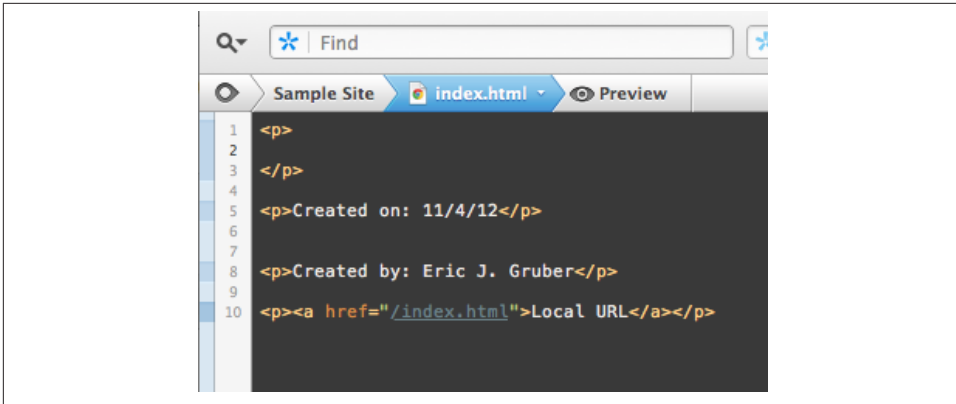 Find
Sample Site index.html Preview
1 <p>
2
3 </p>
4
5 <p>Created on: 11/4/12</p>
6
7
8 <p>Created by: Eric J. Gruber</p>
9
10 <p><a href="/index.html">Local URL</a></p>